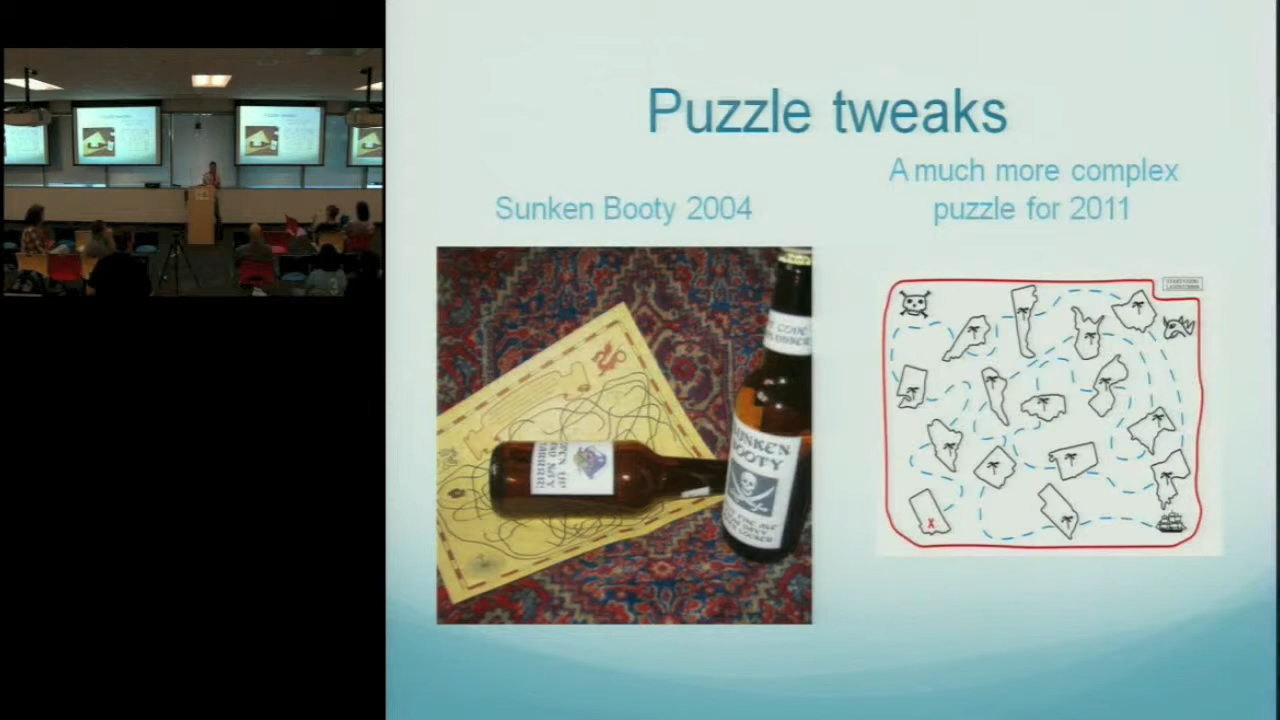 Puzzle tweaks
Sunken Booty 2004
A much more complex
puzzle for 2011
SUNKEN
BOOTY